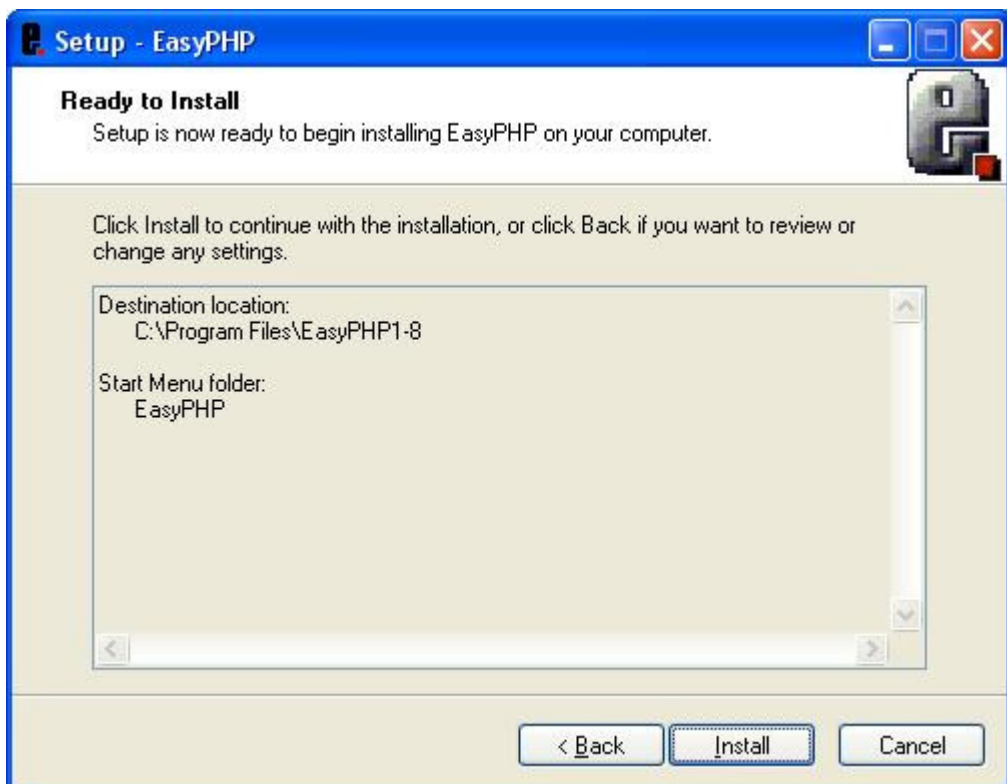 Setup - EasyPHP
Ready to Install
Setup is now ready to begin installing EasyPHP on your computer.
Click Install to continue with the installation, or click Back if you want to review or
change any settings.
Destination location:
C:\Program Files\EasyPHP1-8
Start Menu folder:
EasyPHP
< Back Install Cancel